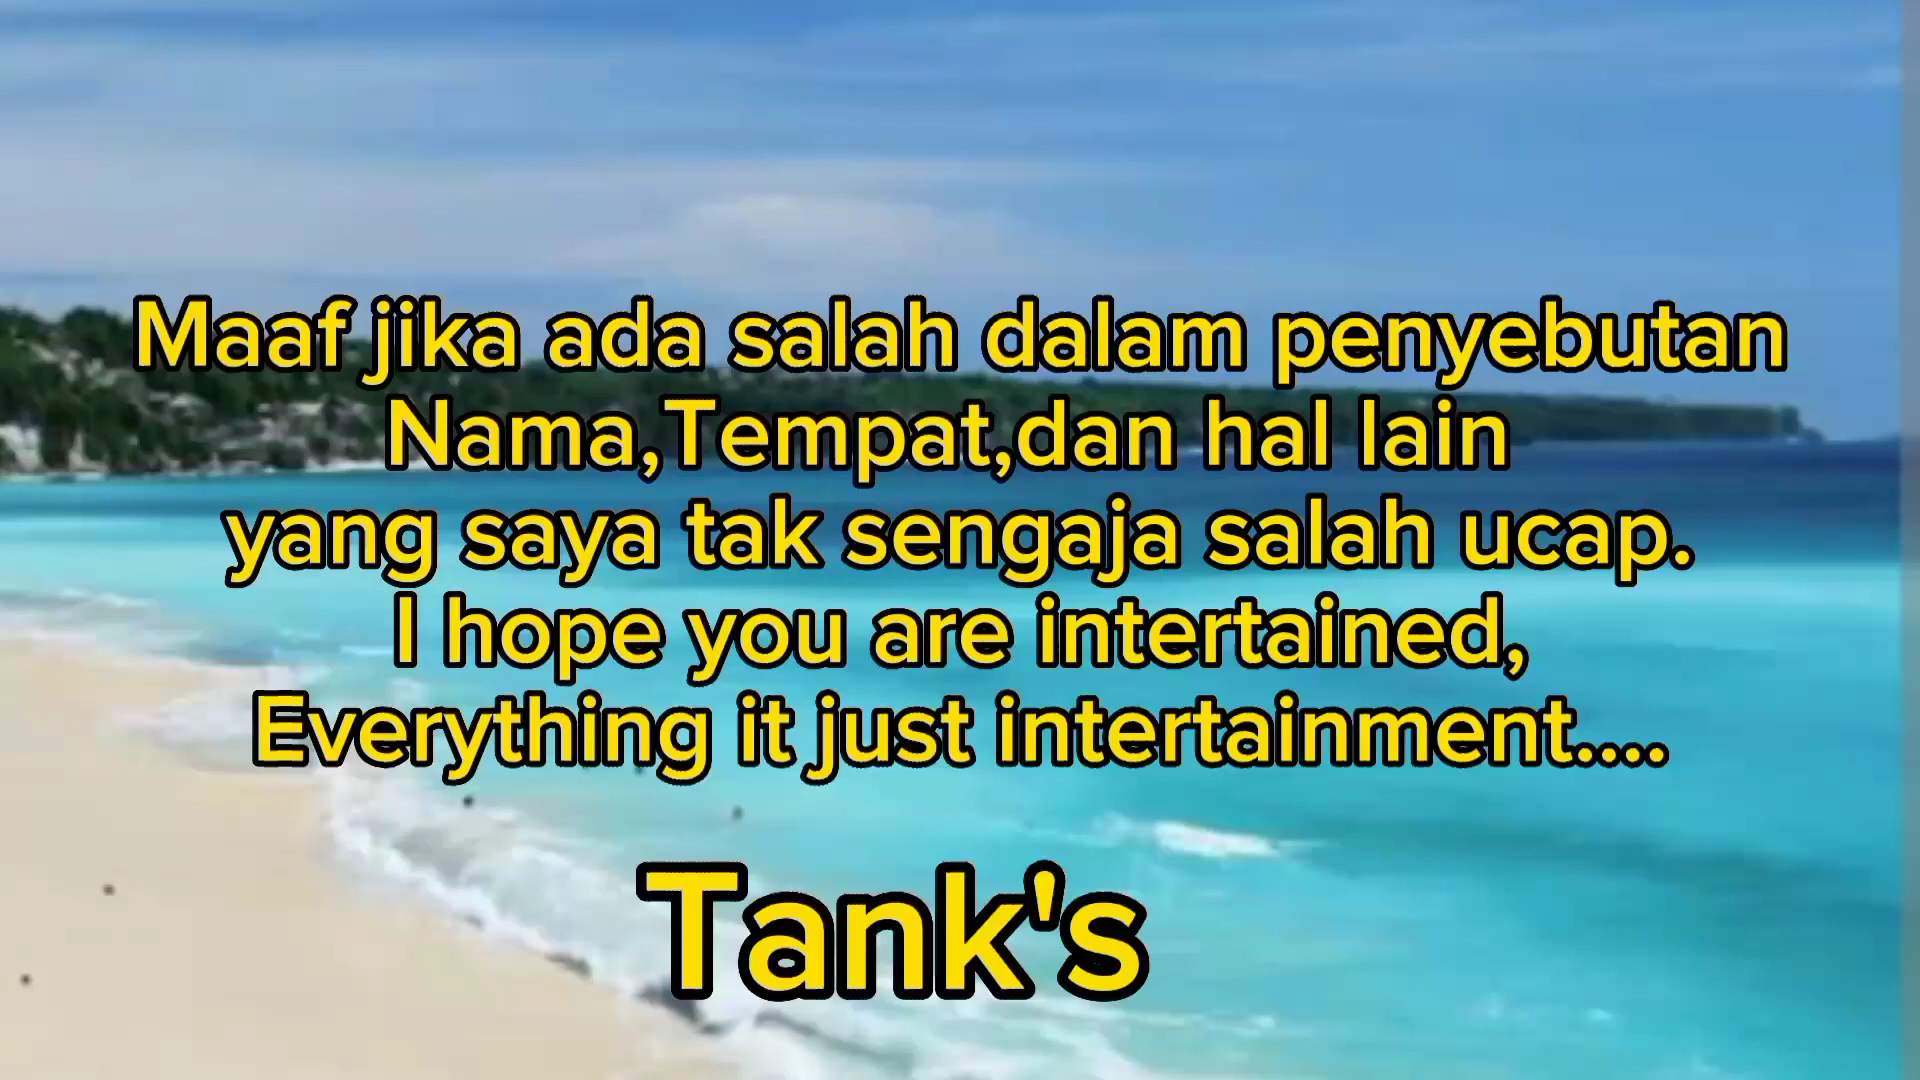 Maaf jika ada salah dalam penyebutan
Nama,Tempat,dan hal lain
yang saya tak sengaja salah ucap.
I hope you are intertained,
Everything it just intertainment....
Tank's